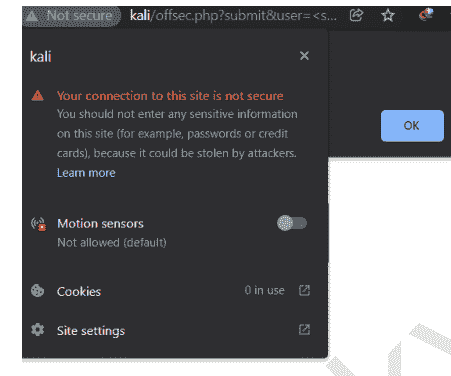 Not secure kali/offsec.php?submit&user=<s...
kali
Your connection to this site is not secure
You should not enter any sensitive information
on this site (for example, passwords or credit
cards), because it could be stolen by attackers.
Learn more
OK
Motion sensors
Not allowed (default)
Cookies 0 in use
Site settings